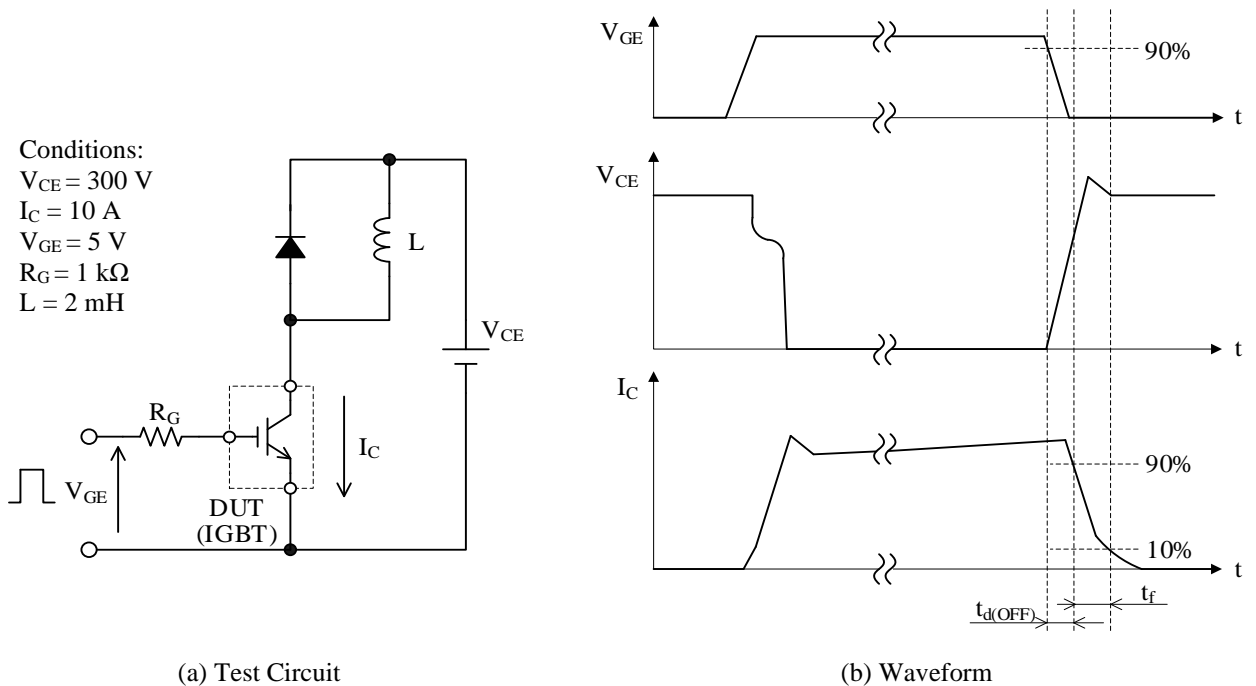 Conditions:
V_CE = 300 V
I_C = 10 A
V_GE = 5 V
R_G = 1 kΩ
L = 2 mH
L
V_CE
R_G
I_C
V_GE
DUT
(IGBT)
(a) Test Circuit
V_GE
90%
t
V_CE
t
I_C
90%
10%
t
t_d(OFF)
t_f
(b) Waveform